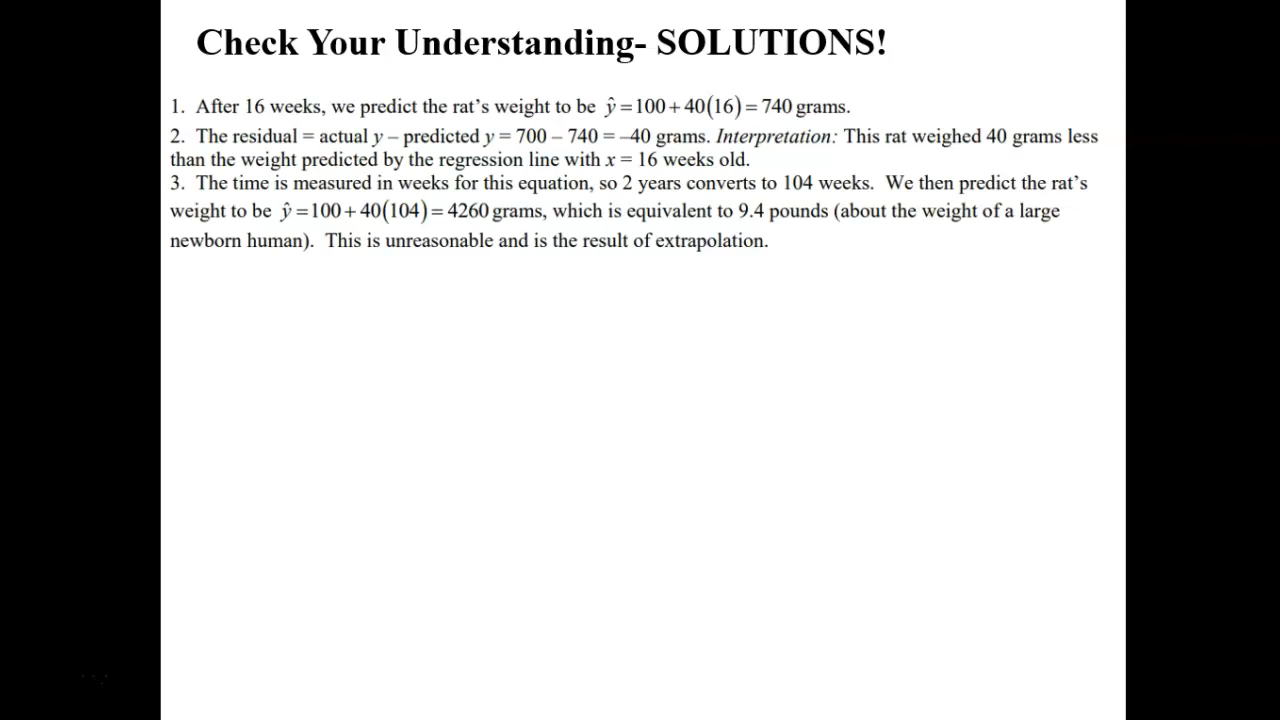 Check Your Understanding- SOLUTIONS!
1. After 16 weeks, we predict the rat's weight to be ŷ = 100 + 40(16) = 740 grams.
2. The residual = actual y – predicted y = 700 – 740 = –40 grams. Interpretation: This rat weighed 40 grams less
than the weight predicted by the regression line with x = 16 weeks old.
3. The time is measured in weeks for this equation, so 2 years converts to 104 weeks. We then predict the rat's
weight to be ŷ = 100 + 40(104) = 4260 grams, which is equivalent to 9.4 pounds (about the weight of a large
newborn human). This is unreasonable and is the result of extrapolation.